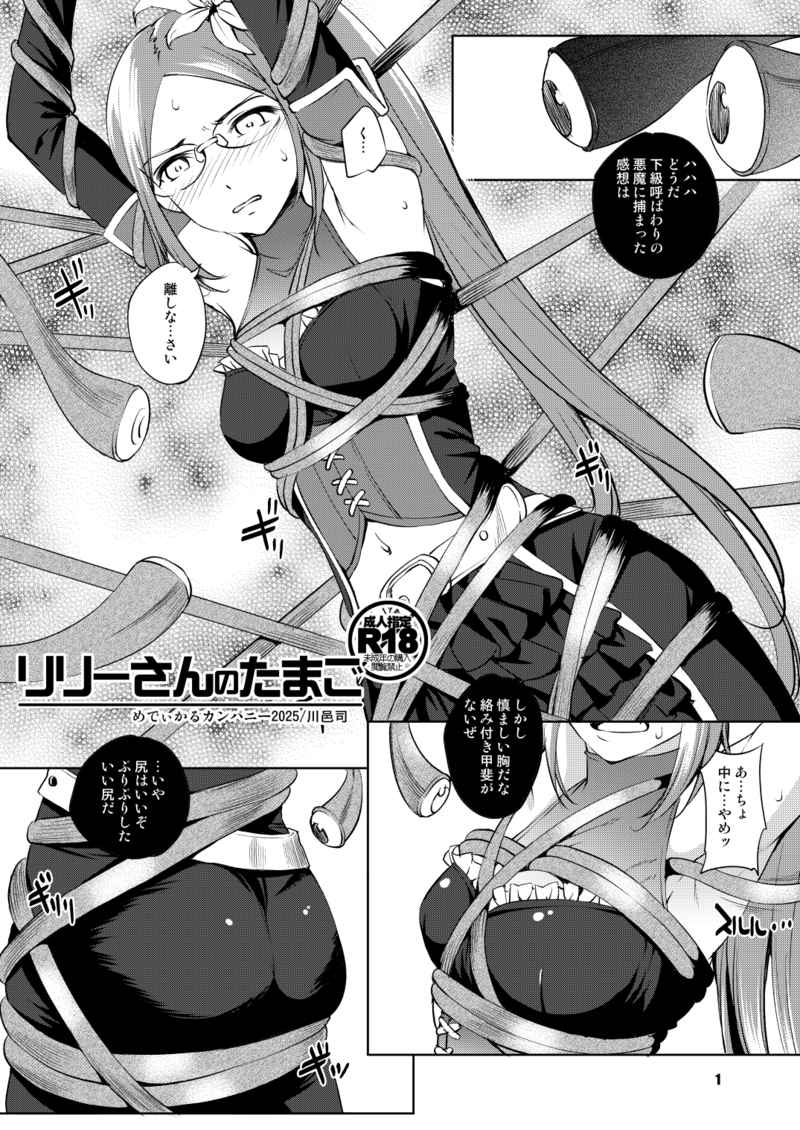 ハハハ
どうだ
下級呼ばわりの
悪魔に捕まった
感想は
〜…
離しな…さい
ギギ
ギギ
成人指定
R18
未成年の購入
閲覧禁止
リリーさんのたまご
めでぃかるカンパニー2025/川邑司
あ…ちょ
中に…やめッ
しかし
慎ましい胸だな
絡み付き甲斐が
ないぜ
ズルルル・・・
…いや
尻はいいぞ
ぷりぷりした
いい尻だ
ギギッ
ギギッ
1